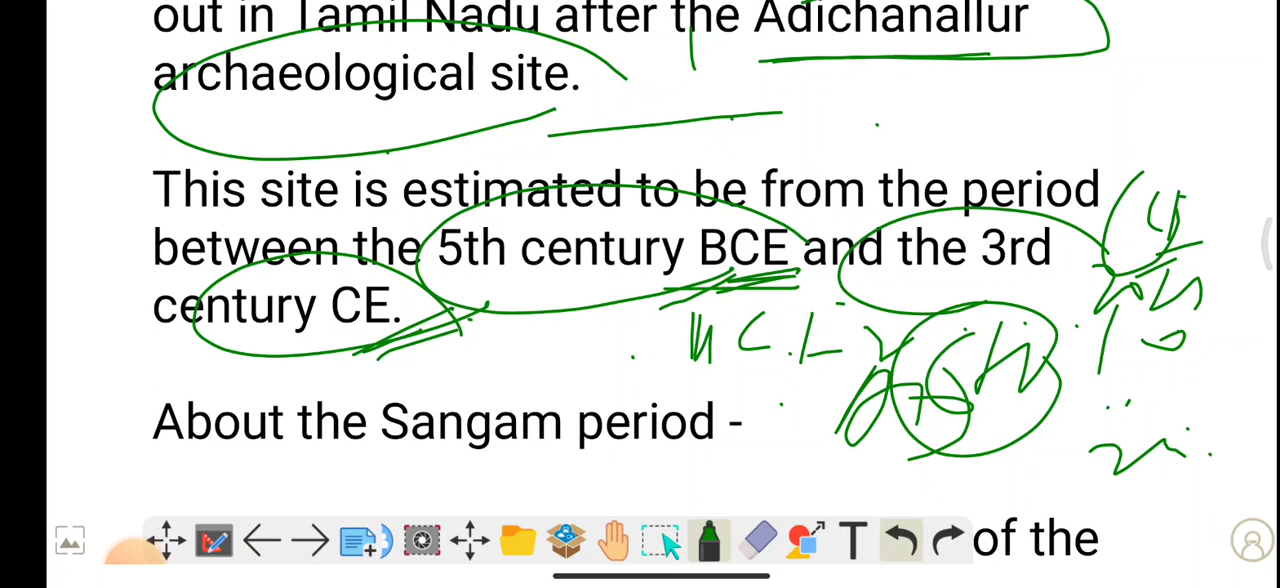 out in Tamil Nadu after the Adichanallur
archaeological site.
This site is estimated to be from the period
between the 5th century BCE and the 3rd
century CE.
About the Sangam period -
of the